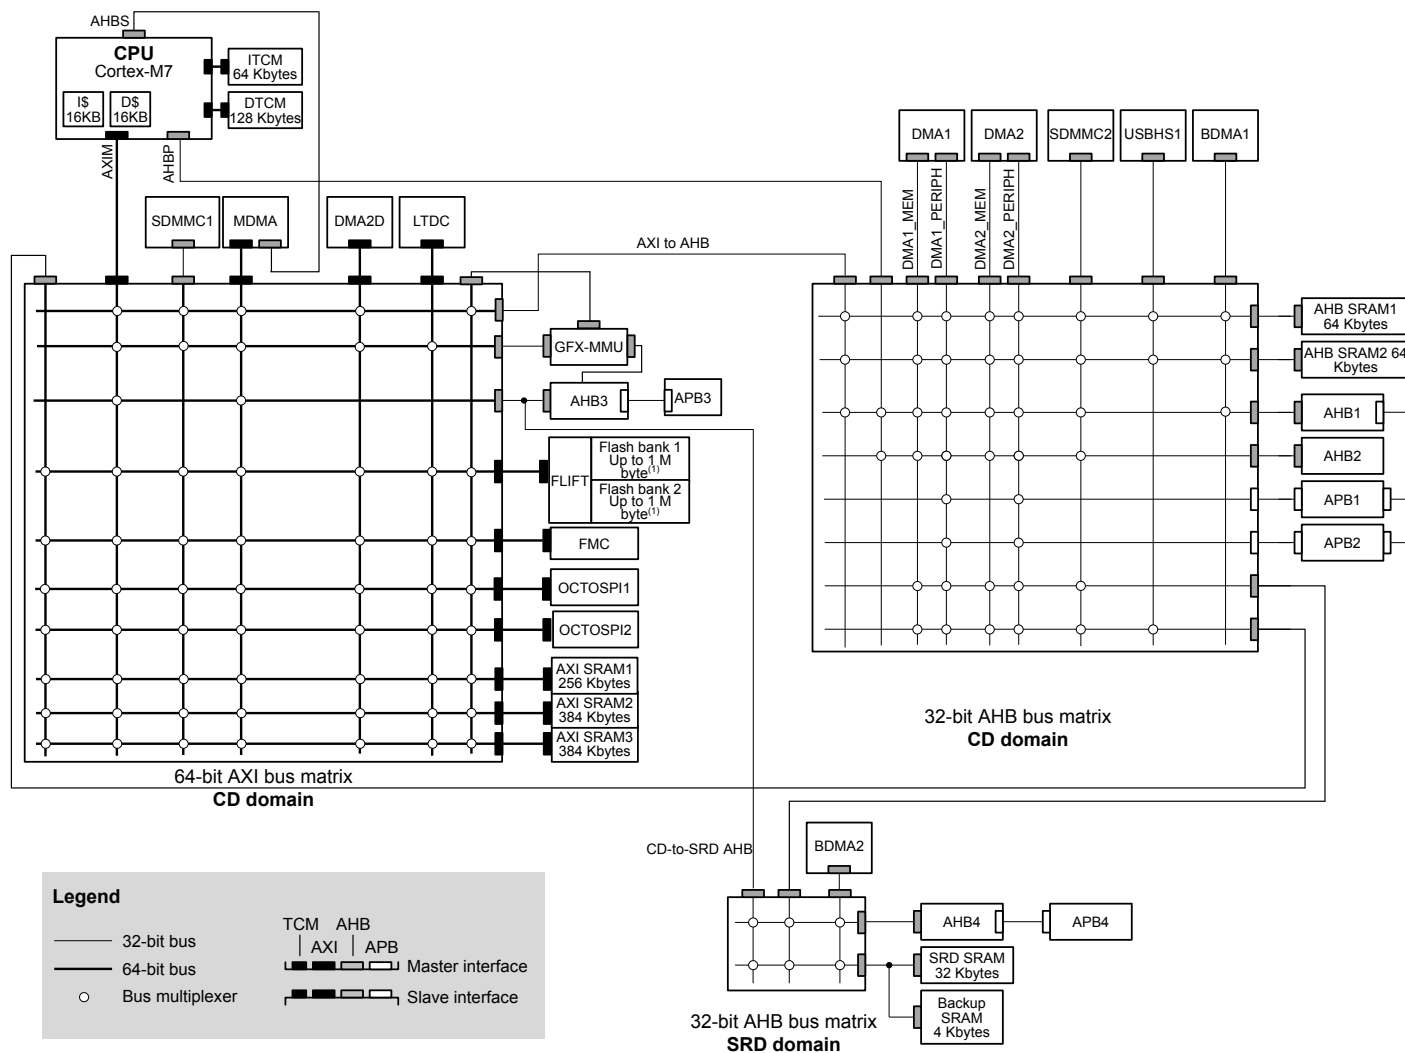 AHBS
CPU
Cortex-M7
I$
16KB
D$
16KB
ITCM
64 Kbytes
DTCM
128 Kbytes
AXIM
AHBP
SDMMC1
MDMA
DMA2D
LTDC
AXI to AHB
DMA1
DMA2
SDMMC2
USBHS1
BDMA1
DMA1_MEM
DMA1_PERIPH
DMA2_MEM
DMA2_PERIPH
GFX-MMU
AHB3
APB3
FLIFT
Flash bank 1
Up to 1 M
byte(1)
Flash bank 2
Up to 1 M
byte(1)
FMC
OCTOSPI1
OCTOSPI2
AXI SRAM1
256 Kbytes
AXI SRAM2
384 Kbytes
AXI SRAM3
384 Kbytes
64-bit AXI bus matrix
CD domain
AHB SRAM1
64 Kbytes
AHB SRAM2 64
Kbytes
AHB1
AHB2
APB1
APB2
32-bit AHB bus matrix
CD domain
CD-to-SRD AHB
BDMA2
AHB4
APB4
SRD SRAM
32 Kbytes
Backup
SRAM
4 Kbytes
32-bit AHB bus matrix
SRD domain
Legend
32-bit bus
64-bit bus
Bus multiplexer
TCM
AHB
AXI
APB
Master interface
Slave interface